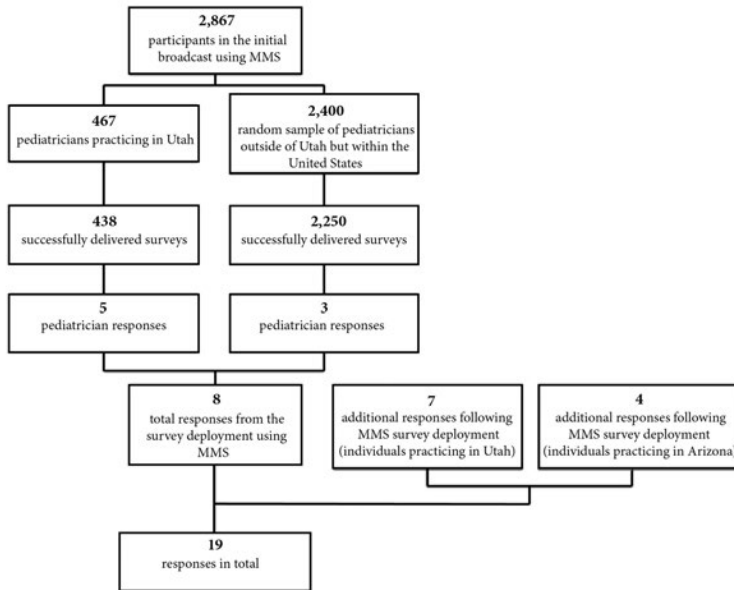 2,867
participants in the initial
broadcast using MMS
467
pediatricians practicing in Utah
2,400
random sample of pediatricians
outside of Utah but within the
United States
438
successfully delivered surveys
2,250
successfully delivered surveys
5
pediatrician responses
3
pediatrician responses
8
total responses from the
survey deployment using
MMS
7
additional responses following
MMS survey deployment
(individuals practicing in Utah)
4
additional responses following
MMS survey deployment
(individuals practicing in Arizona)
19
responses in total